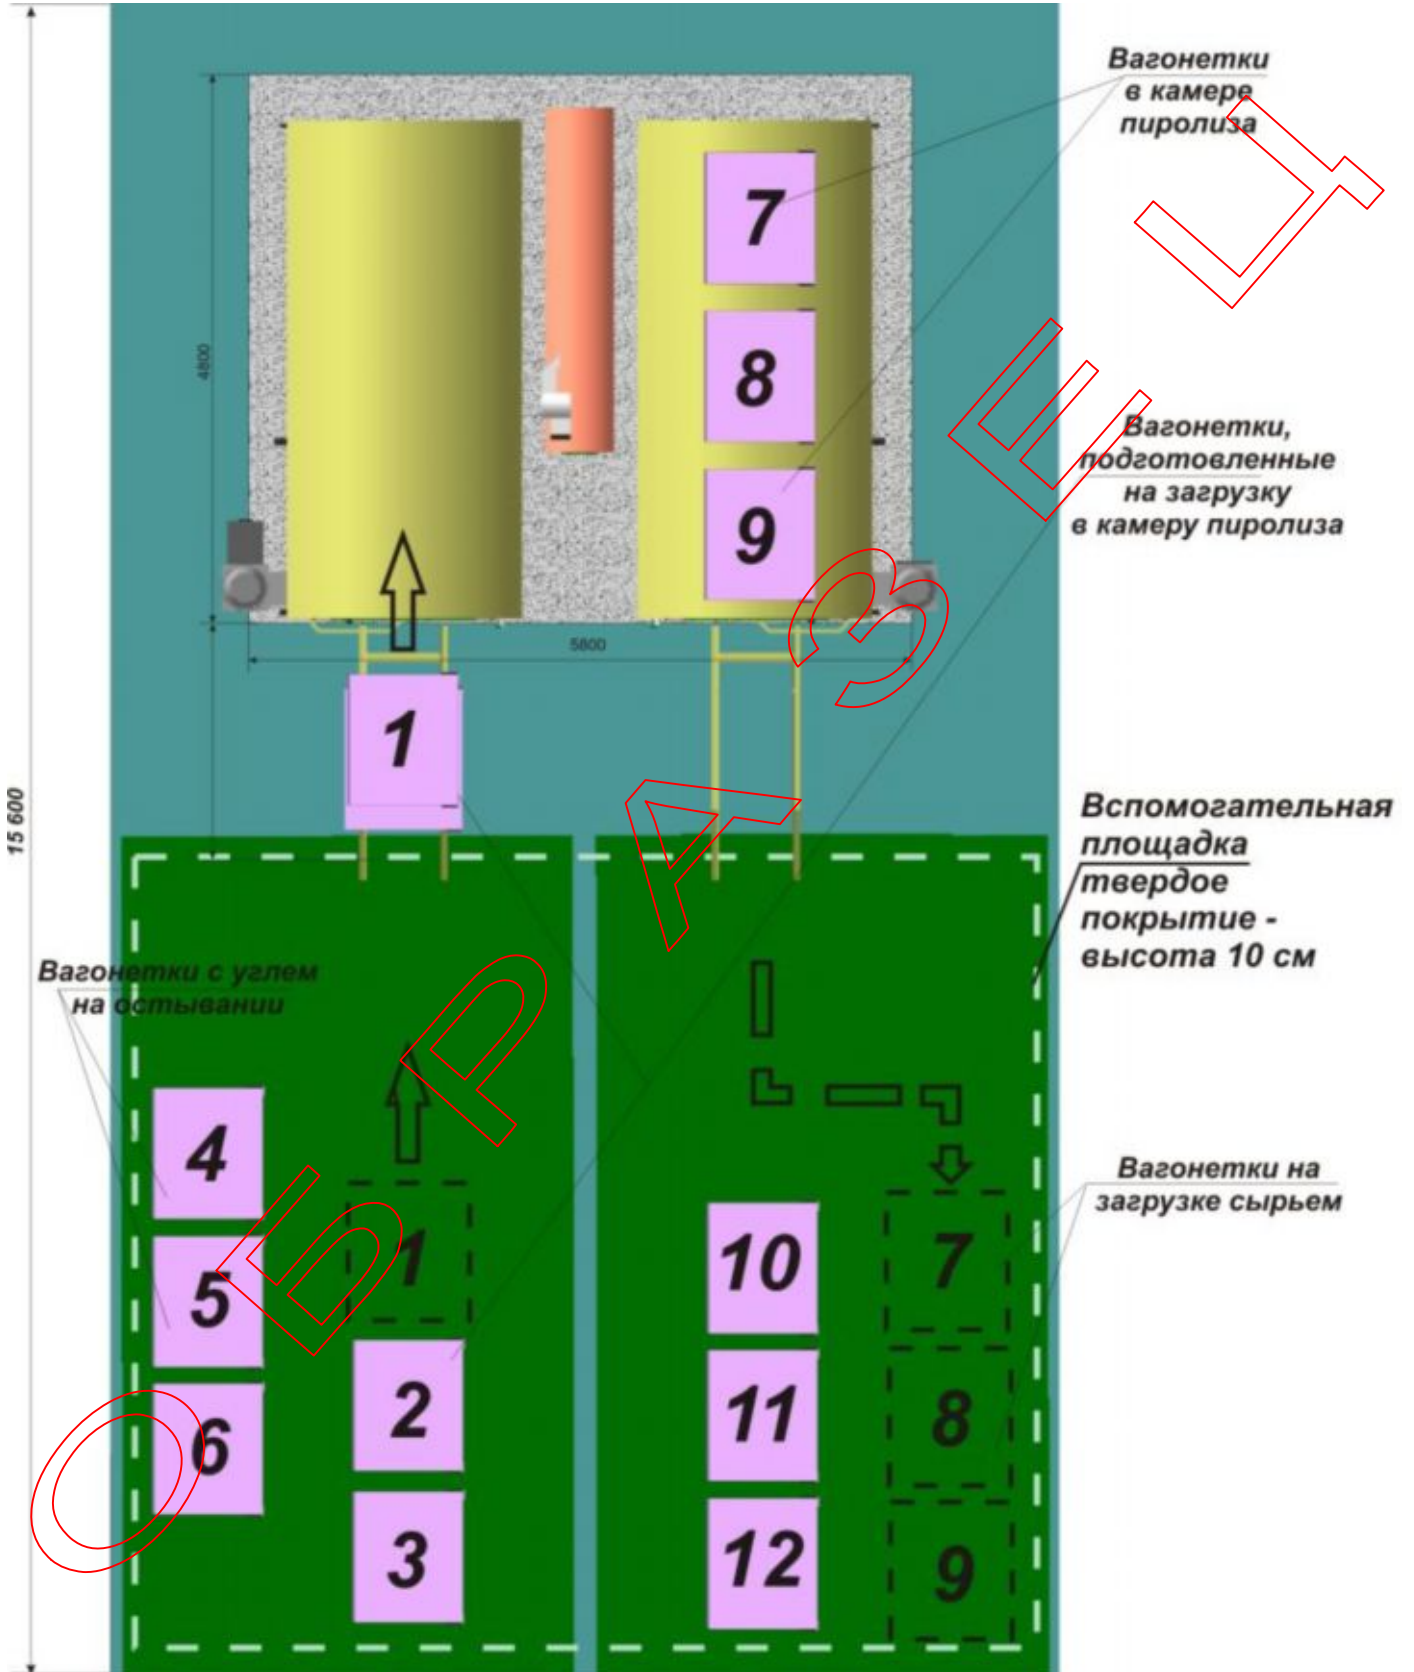 Вагонетки
в камере
пиролиза
7
4800
8
Вагонетки,
подготовленные
на загрузку
в камеру пиролиза
9
5800
1
15 600
Вспомогательная
площадка
твердое
покрытие -
высота 10 см
Вагонетки с углем
на остывании
4
Вагонетки на
загрузке сырьем
1
10
7
5
2
11
8
6
3
12
9
ОБРАЗЕЦ